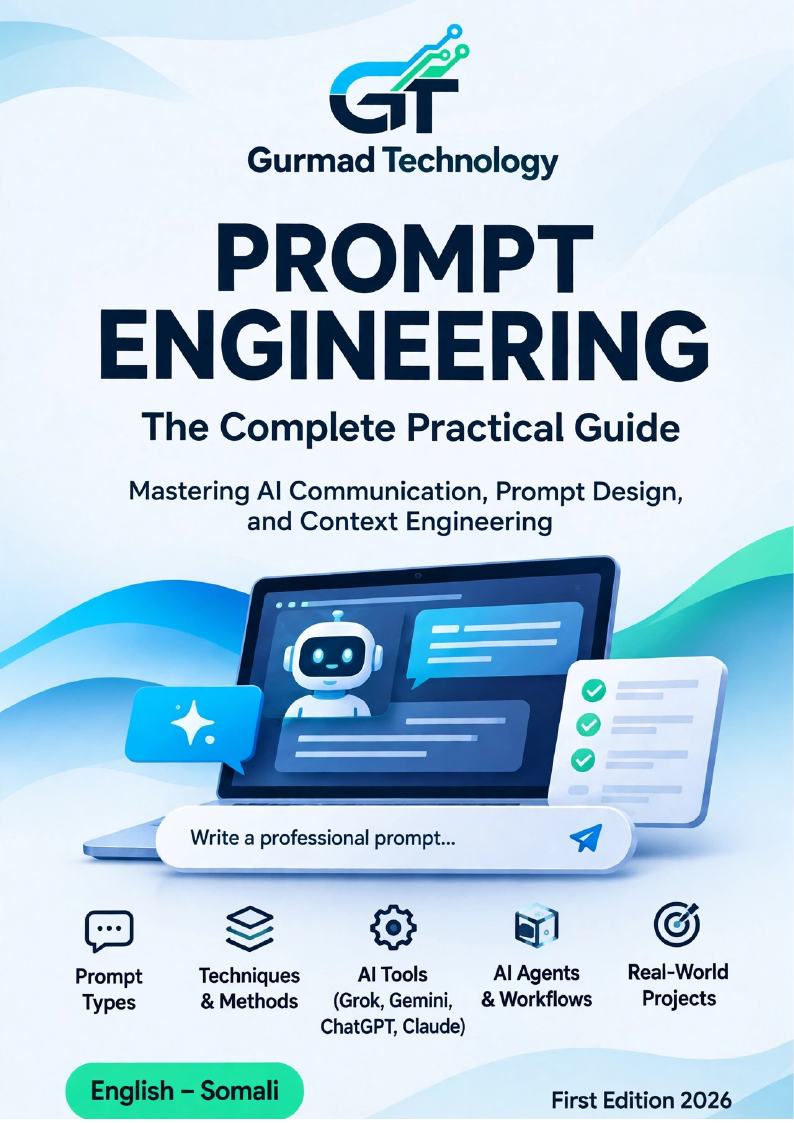 GT
Gurmad Technology
PROMPT
ENGINEERING
The Complete Practical Guide
Mastering AI Communication, Prompt Design,
and Context Engineering
Write a professional prompt...
Prompt
Types
Techniques
& Methods
AI Tools
(Grok, Gemini,
ChatGPT, Claude)
AI Agents
& Workflows
Real-World
Projects
English – Somali
First Edition 2026